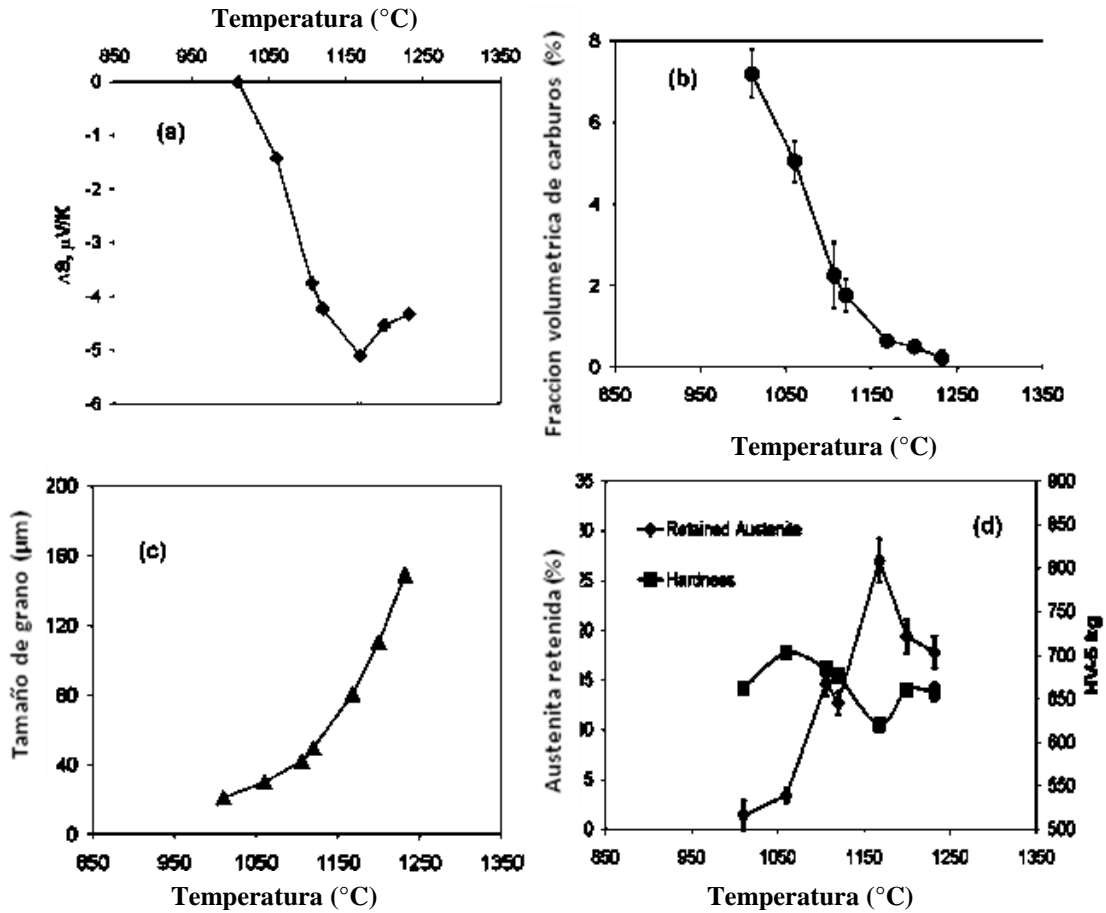 Temperatura (°C)
850 950 1050 1150 1250 1350
0
-1
-2
-3
-4
-5
-6
(a)
µV/K
8
6
4
2
0
(b)
Fraccion volumetrica de carburos (%)
850 950 1050 1150 1250 1350
Temperatura (°C)
200
160
120
80
40
0
(c)
Tamaño de grano (µm)
850 950 1050 1150 1250 1350
Temperatura (°C)
35
30
25
20
15
10
5
0
Austenita retenida (%)
Retained Austenite
Hardness
(d)
900
850
800
750
700
650
600
550
500
HV-5 kg
850 950 1050 1150 1250 1350
Temperatura (°C)